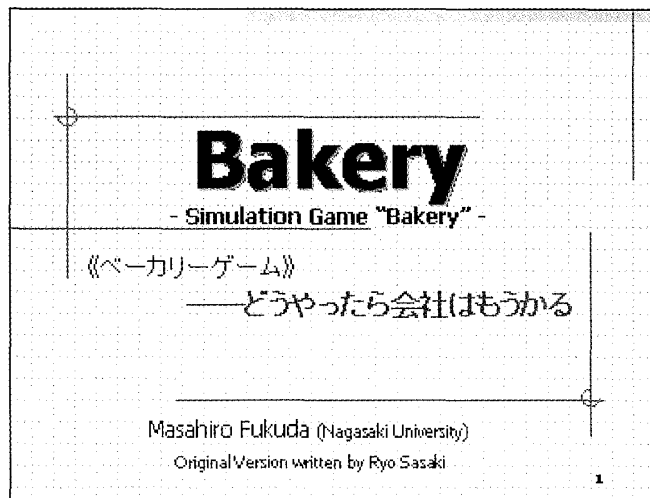 Bakery
- Simulation Game "Bakery" -
《ベーカリーゲーム》
――どうやったら会社はもうかる
Masahiro Fukuda (Nagasaki University)
Original Version written by Ryo Sasaki
1